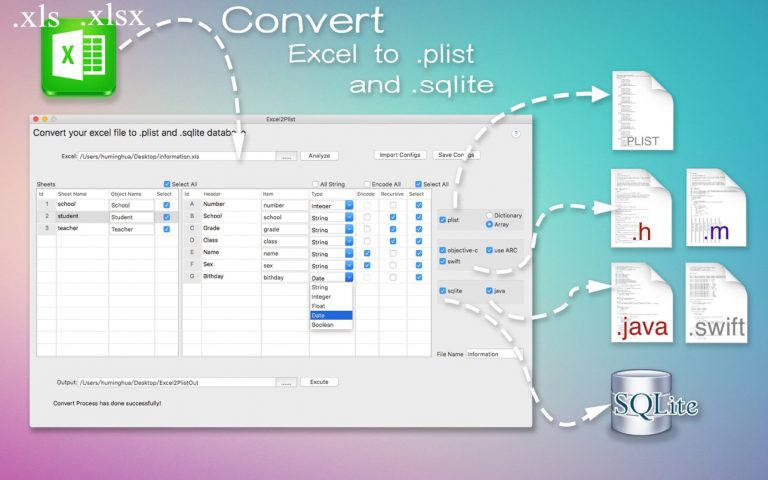 .xls .xlsx
Convert
Excel to .plist
and .sqlite
X
Excel2Plist
Convert your excel file to .plist and .sqlite database
?
Excel: /Users/huminghua/Desktop/information.xls ...... Analyze Import Configs Save Configs
Sheets Select All All String Encode All Select All
Id Sheet Name Object Name Select Id Header Item Type Encode Recursive Select
1 school School A Number number Integer
2 student Student B School school String
3 teacher Teacher C Grade grade String
D Class class String
E Name name String
F Sex sex String
G Bithday bithday Date
String
Integer
Float
Date
Boolean
plist Dictionary
Array
objective-c use ARC
swift
sqlite java
File Name Information
Output: /Users/huminghua/Desktop/Excel2PlistOut ...... Excute
Convert Process has done successfully!
PLIST
.h .m
.java .swift
SQLite